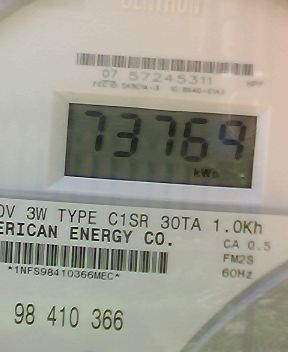 CENTRON
07 57245311
73769
kWh
0V 3W TYPE C1SR 30TA 1.0Kh
ERICAN ENERGY CO.
CA 0.5
FM2S
60Hz
*1NFS98410366MEC*
98 410 366